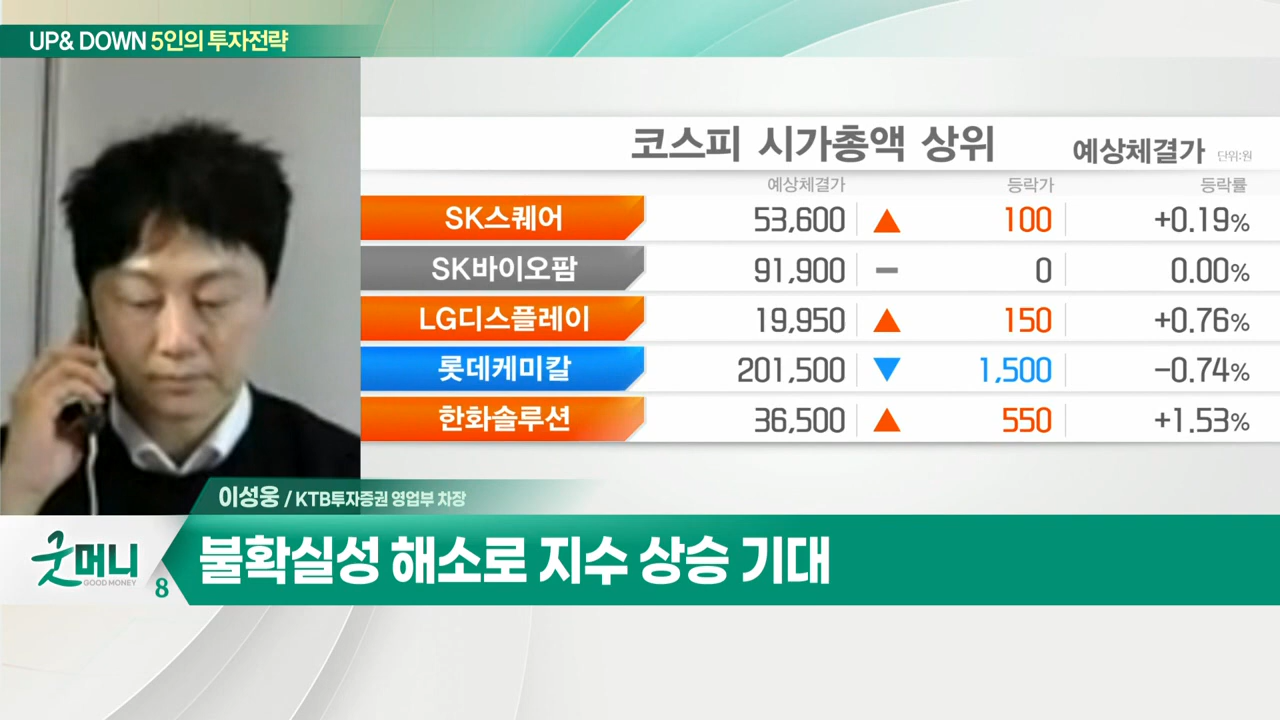 UP& DOWN 5인의 투자전략
코스피 시가총액 상위 예상체결가 단위:원
예상체결가 등락가 등락률
SK스퀘어 53,600 ▲ 100 +0.19%
SK바이오팜 91,900 − 0 0.00%
LG디스플레이 19,950 ▲ 150 +0.76%
롯데케미칼 201,500 ▼ 1,500 −0.74%
한화솔루션 36,500 ▲ 550 +1.53%
이성웅 / KTB투자증권 영업부 차장
굿머니 GOOD MONEY 8
불확실성 해소로 지수 상승 기대